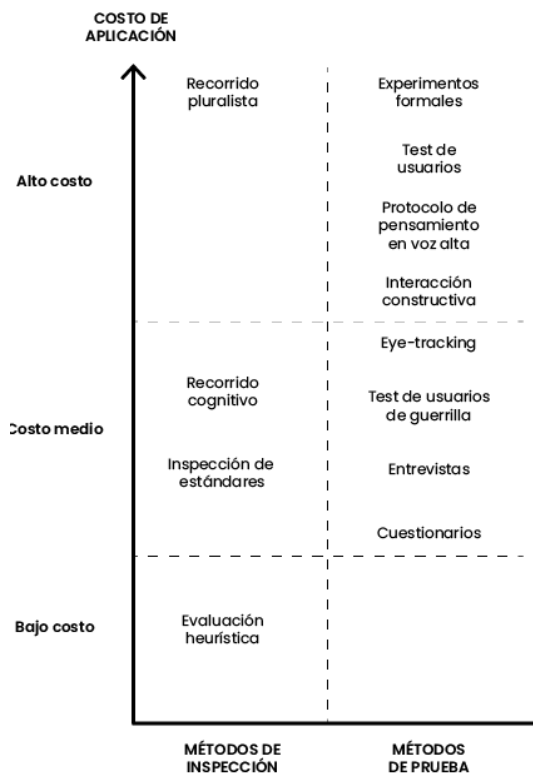 COSTO DE
APLICACIÓN
Recorrido
pluralista
Experimentos
formales
Test de
usuarios
Alto costo
Protocolo de
pensamiento
en voz alta
Interacción
constructiva
Eye-tracking
Recorrido
cognitivo
Test de usuarios
de guerrilla
Costo medio
Inspección de
estándares
Entrevistas
Cuestionarios
Bajo costo
Evaluación
heurística
MÉTODOS DE
INSPECCIÓN
MÉTODOS
DE PRUEBA